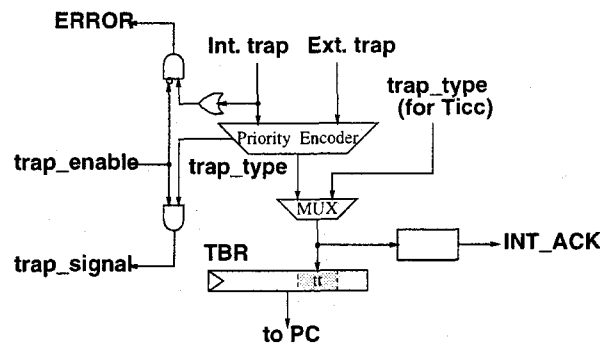 ERROR
Int. trap
Ext. trap
trap_type
(for Ticc)
Priority Encoder
trap_enable
trap_type
MUX
trap_signal
TBR
INT_ACK
tt
to PC